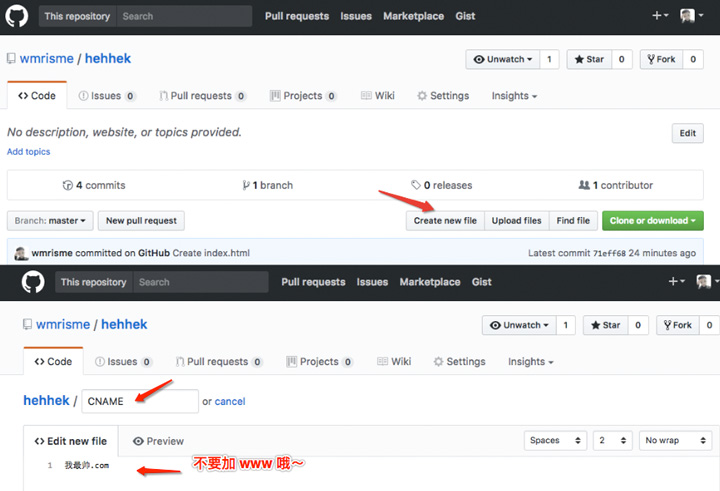 This repository Search Pull requests Issues Marketplace Gist
wmrisme / hehhek Unwatch 1 Star 0 Fork 0
Code Issues 0 Pull requests 0 Projects 0 Wiki Settings Insights
No description, website, or topics provided. Edit
Add topics
4 commits 1 branch 0 releases 1 contributor
Branch: master New pull request Create new file Upload files Find file Clone or download
wmrisme committed on GitHub Create index.html Latest commit 71eff68 24 minutes ago
This repository Search Pull requests Issues Marketplace Gist
wmrisme / hehhek Unwatch 1 Star 0 Fork 0
Code Issues 0 Pull requests 0 Projects 0 Wiki Settings Insights
hehhek / CNAME or cancel
Edit new file Preview Spaces 2 No wrap
1 我最帅.com 不要加 www 哦～